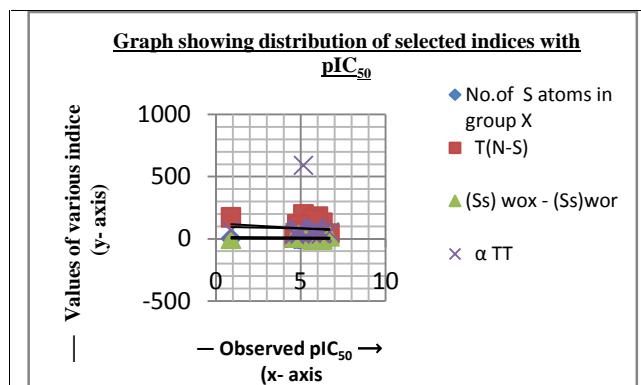 Graph showing distribution of selected indices with
pIC50
1000
500
0
-500
0
5
10
Values of various indice
(y- axis)
— Observed pIC50 →
(x- axis
No.of S atoms in
group X
T(N-S)
(Ss) wox - (Ss)wor
α TT